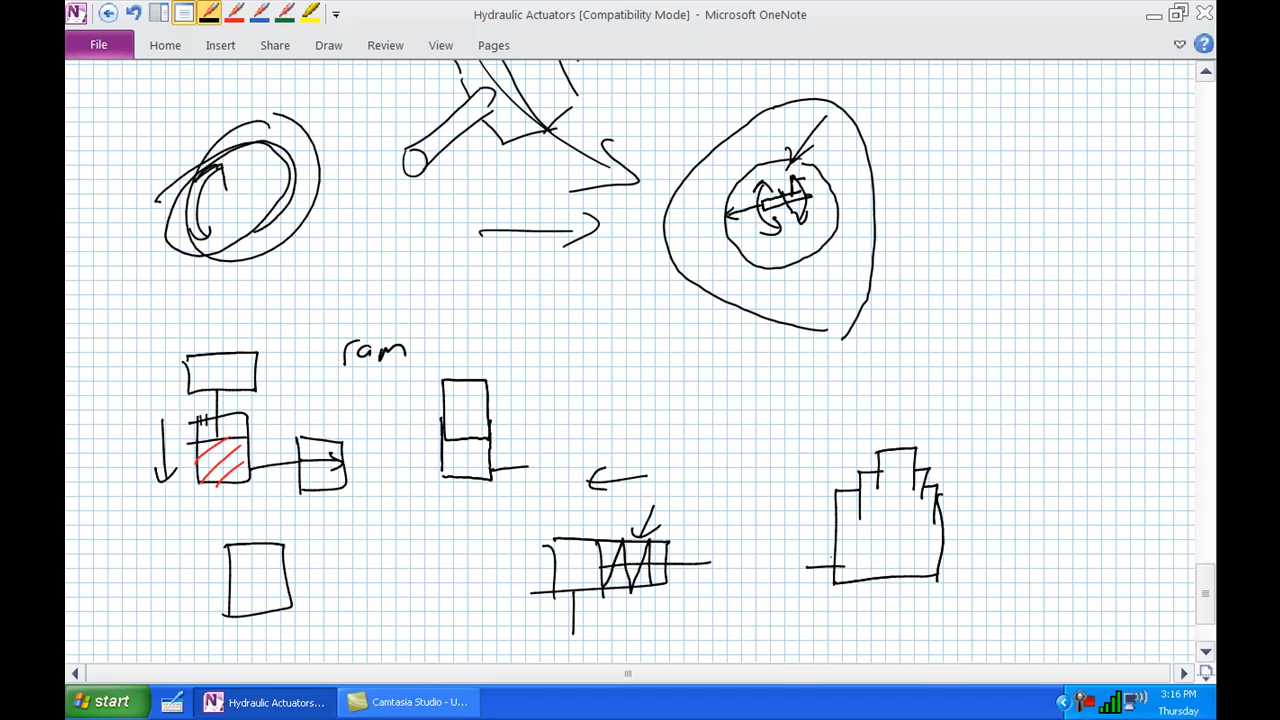 Hydraulic Actuators [Compatibility Mode] - Microsoft OneNote
File Home Insert Share Draw Review View Pages
ram
start Hydraulic Actuators... Camtasia Studio - U... 3:16 PM
Thursday